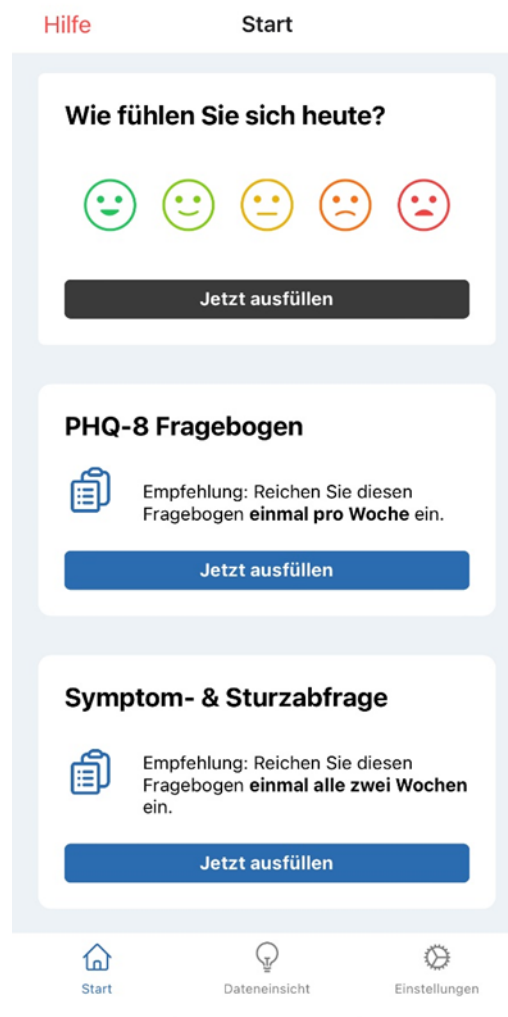 Hilfe Start
Wie fühlen Sie sich heute?
Jetzt ausfüllen
PHQ-8 Fragebogen
Empfehlung: Reichen Sie diesen
Fragebogen einmal pro Woche ein.
Jetzt ausfüllen
Symptom- & Sturzabfrage
Empfehlung: Reichen Sie diesen
Fragebogen einmal alle zwei Wochen
ein.
Jetzt ausfüllen
Start Dateneinsicht Einstellungen